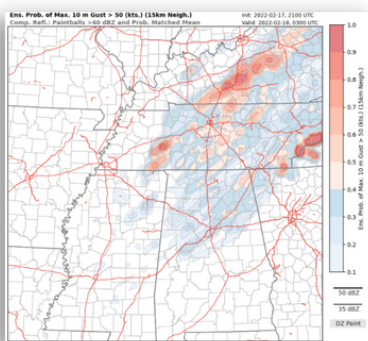 Ens. Prob. of Max. 10 m Gust > 50 (kts.) (15km Neigh.)
Init: 2022-02-17, 2100 UTC
Comp. Refl.: Paintballs >40 dBZ and Prob. Matched Mean
Valid: 2022-02-18, 0300 UTC
1.0
0.9
0.8
0.7
0.6
0.5
0.4
0.3
0.2
0.1
Ens. Prob. of Max. 10 m Gust > 50 (kts.) (15km Neigh.)
50 dBZ
35 dBZ
DZ Paint